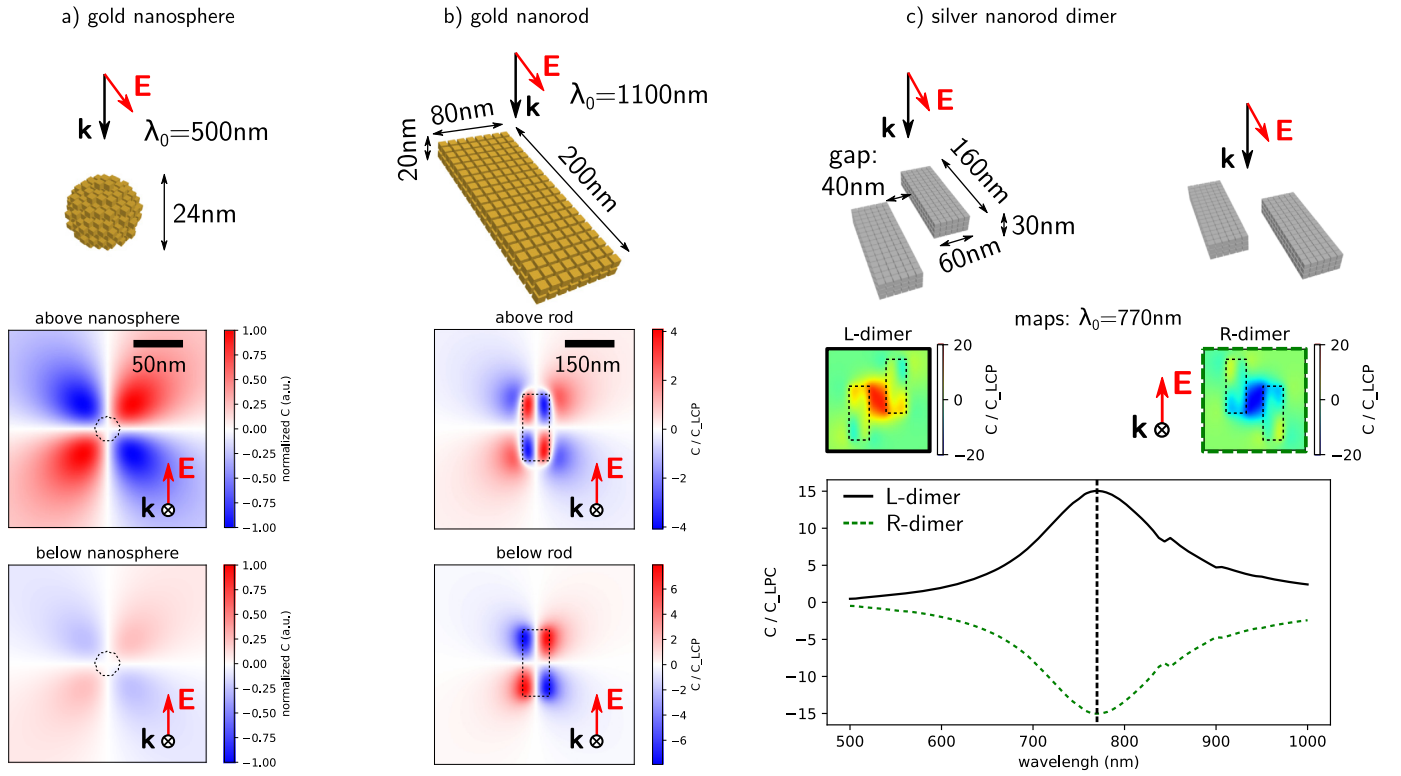 a) gold nanosphere
E
k
λ₀=500nm
24nm
above nanosphere
50nm
E
k
1.00
0.75
0.50
0.25
0.00
−0.25
−0.50
−0.75
−1.00
normalized C (a.u.)
below nanosphere
E
k
1.00
0.75
0.50
0.25
0.00
−0.25
−0.50
−0.75
−1.00
normalized C (a.u.)
b) gold nanorod
E
k
λ₀=1100nm
80nm
20nm
200nm
above rod
150nm
E
k
4
2
0
−2
−4
C / C_LCP
below rod
E
k
6
4
2
0
−2
−4
−6
C / C_LCP
c) silver nanorod dimer
E
k
gap:
40nm
160nm
30nm
60nm
E
k
maps: λ₀=770nm
L-dimer
20
0
−20
C / C_LCP
E
k
R-dimer
20
0
−20
C / C_LCP
L-dimer
R-dimer
15
10
5
0
−5
−10
−15
C / C_LPC
500
600
700
800
900
1000
wavelengh (nm)